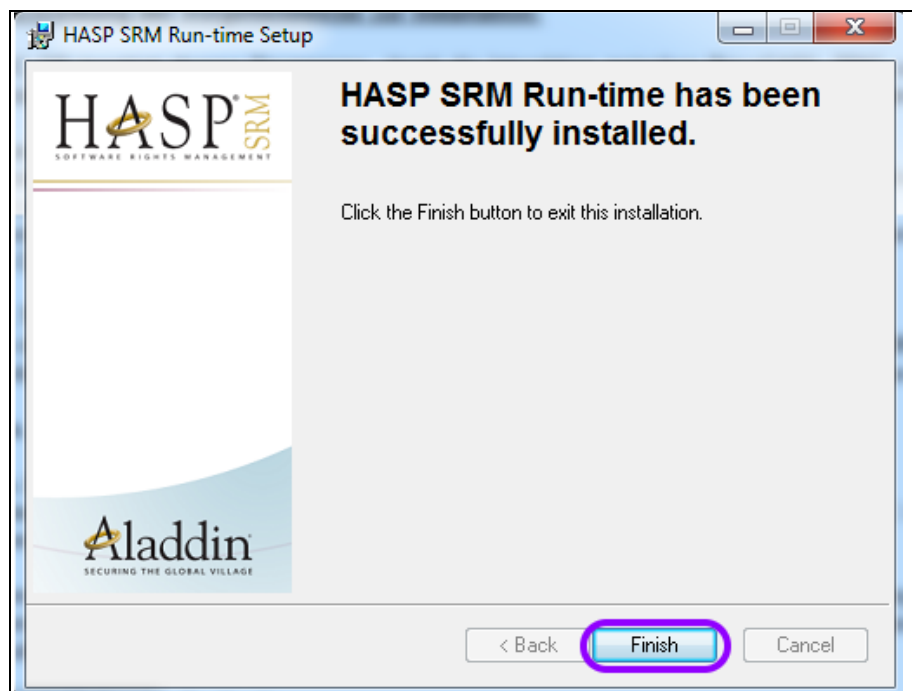 HASP SRM Run-time Setup
HASP SRM
SOFTWARE RIGHTS MANAGEMENT
HASP SRM Run-time has been
successfully installed.
Click the Finish button to exit this installation.
Aladdin
SECURING THE GLOBAL VILLAGE
< Back Finish Cancel